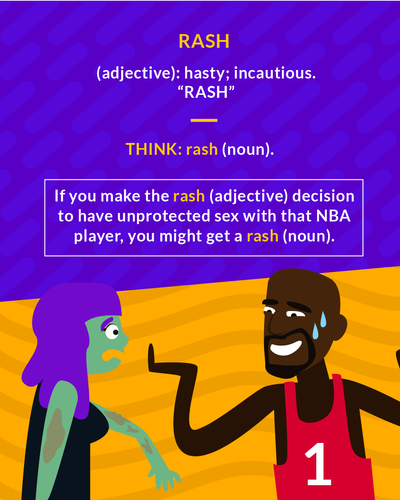 RASH
(adjective): hasty; incautious.
“RASH”
THINK: rash (noun).
If you make the rash (adjective) decision
to have unprotected sex with that NBA
player, you might get a rash (noun).
1